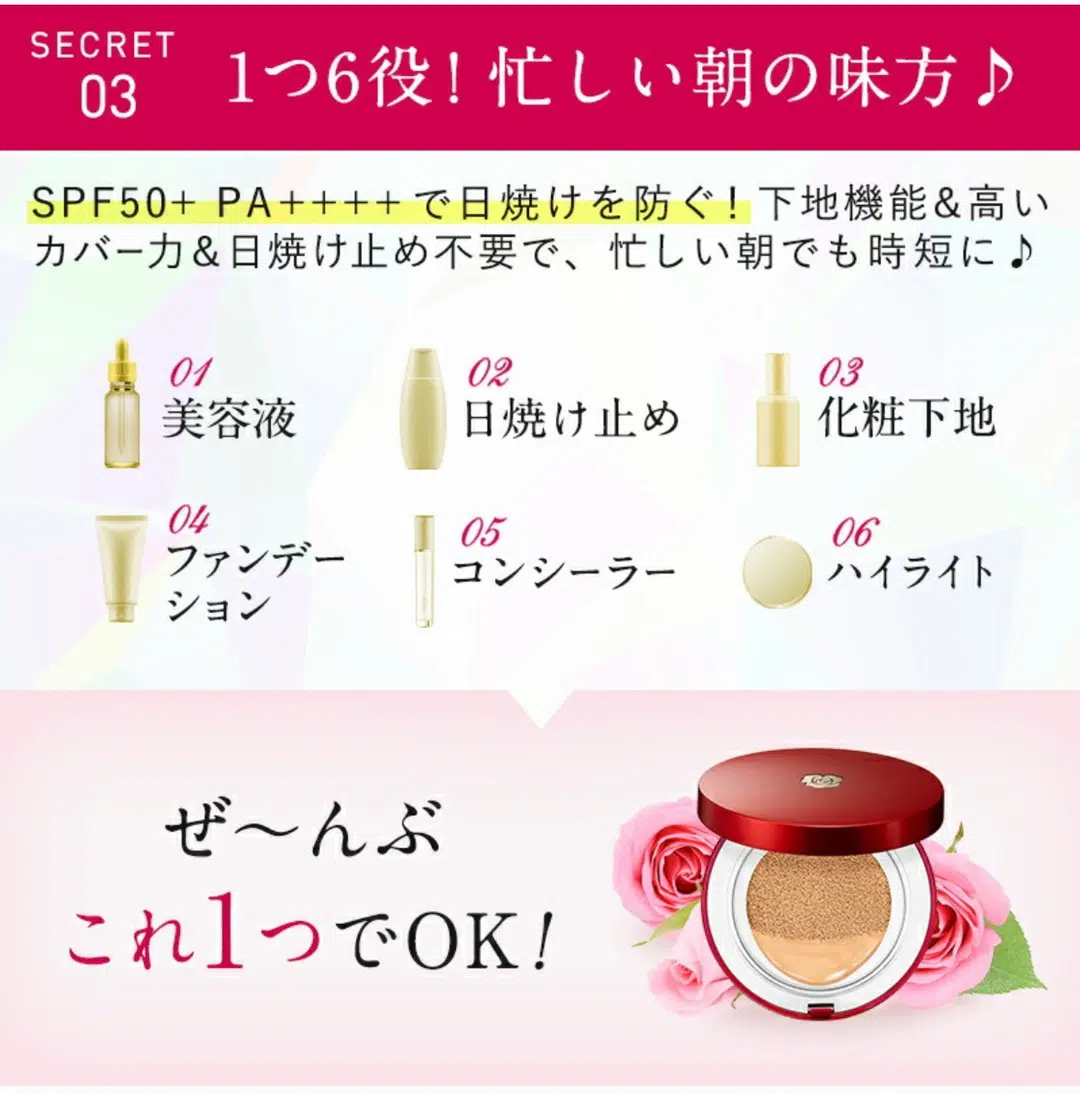 SECRET
03
1つ6役!忙しい朝の味方♪
SPF50+ PA++++で日焼けを防ぐ!下地機能&高い
カバー力&日焼け止め不要で、忙しい朝でも時短に♪
01
美容液
02
日焼け止め
03
化粧下地
04
ファンデー
ション
05
コンシーラー
06
ハイライト
ぜ〜んぶ
これ1つでOK!